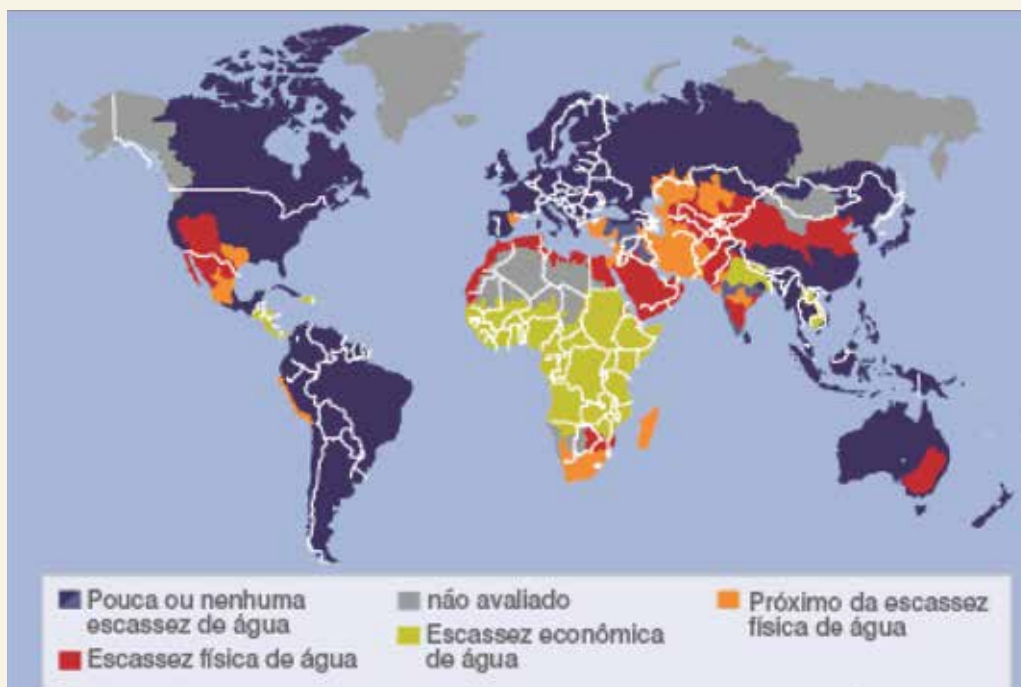 Pouca ou nenhuma
escassez de água
Escassez física de água
não avaliado
Escassez econômica
de água
Próximo da escassez
física de água